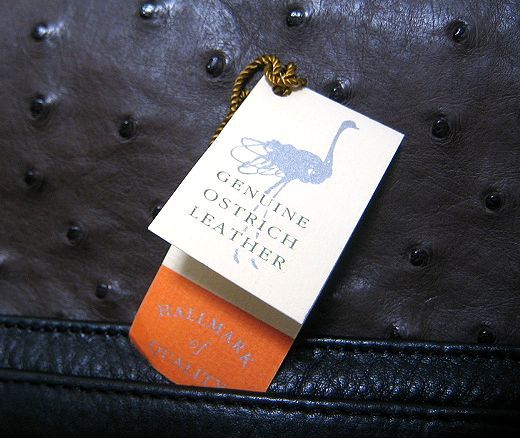 GENUINE
OSTRICH
LEATHER
HALLMARK
of
QUALITY